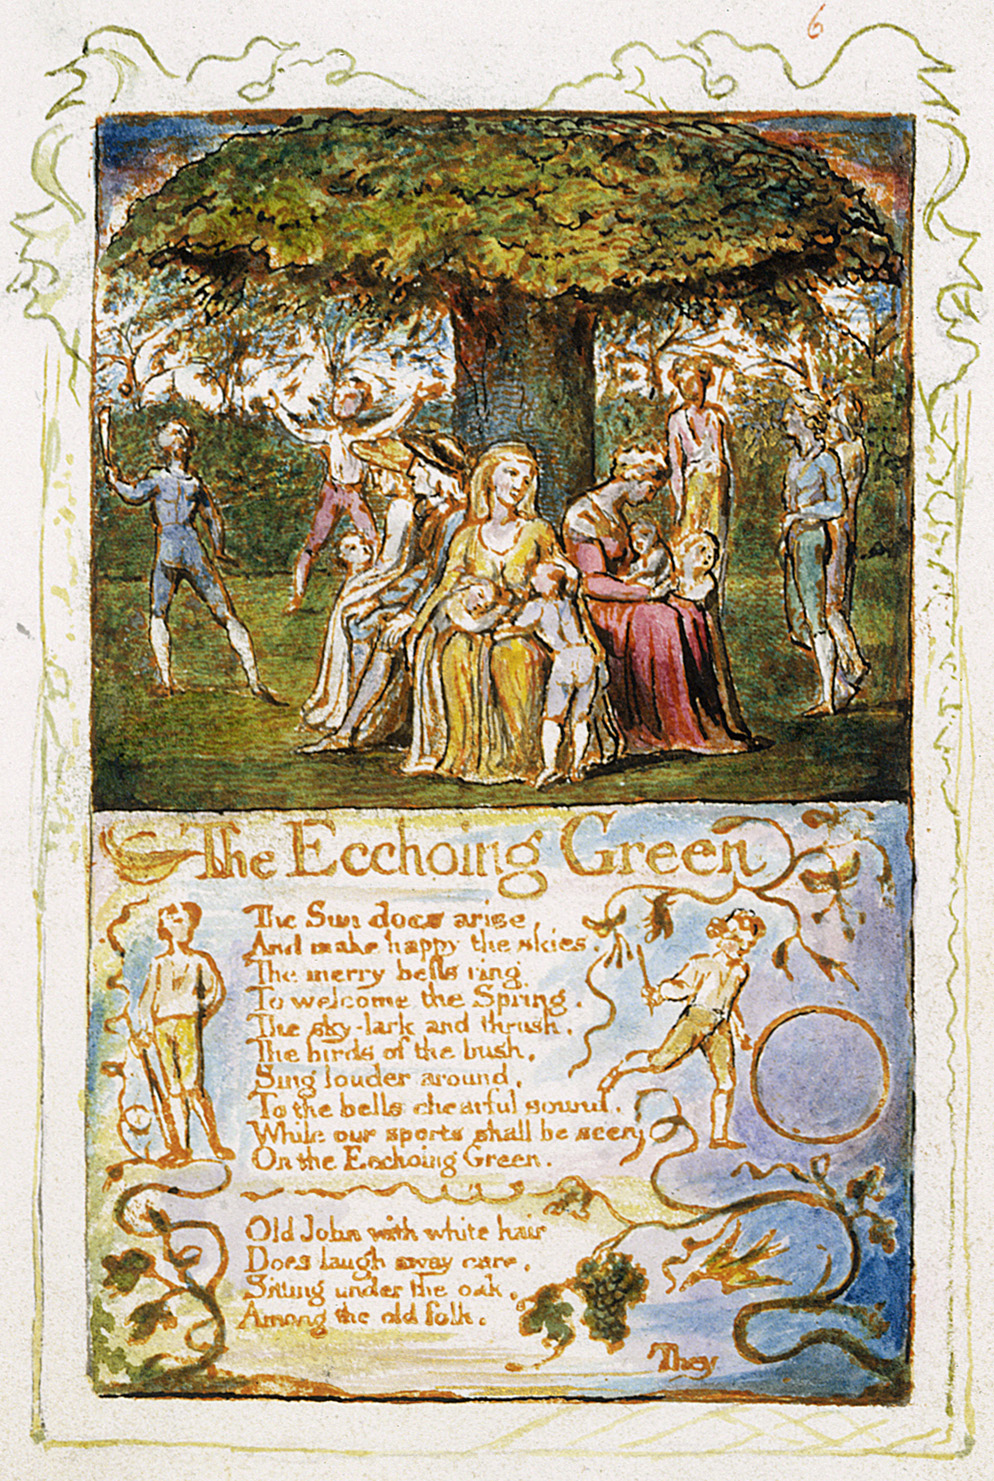 6
The Ecchoing Green
The Sun does arise,
And make happy the skies.
The merry bells ring,
To welcome the Spring.
The sky-lark and thrush,
The birds of the bush,
Sing louder around,
To the bells chearful sound,
While our sports shall be seen
On the Ecchoing Green.
Old John with white hair
Does laugh away care,
Sitting under the oak,
Among the old folk.
They